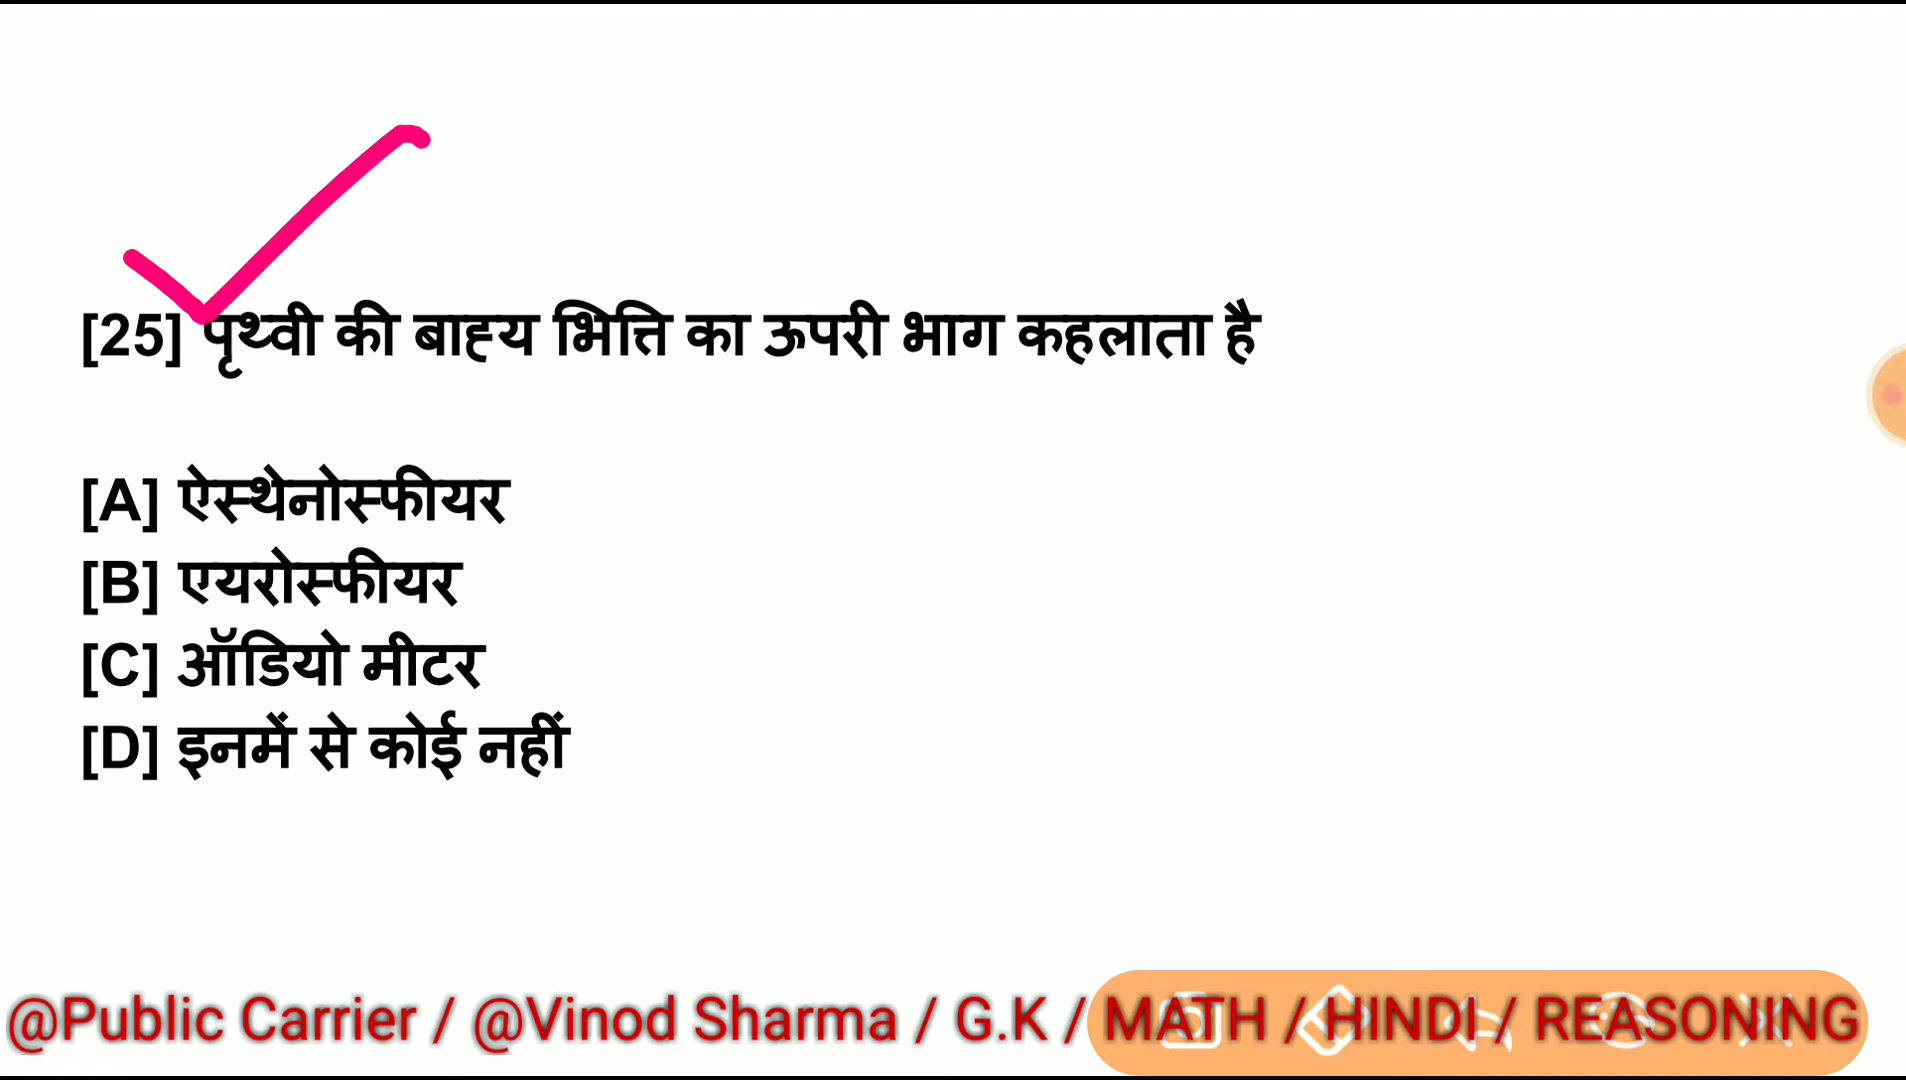 [25] पृथ्वी की बाह्य भित्ति का ऊपरी भाग कहलाता है
[A] ऐस्थेनोस्फीयर
[B] एयरोस्फीयर
[C] ऑडियो मीटर
[D] इनमें से कोई नहीं
@Public Carrier / @Vinod Sharma / G.K / MATH / HINDI / REASONING